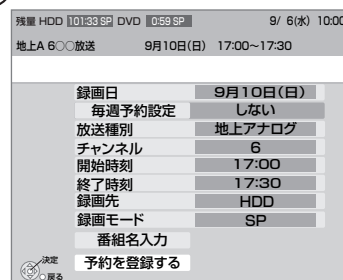 残量 HDD 101:33 SP DVD 0:59 SP 9/ 6(水) 10:00
地上A 6○○放送 9月10日(日) 17:00~17:30
録画日 9月10日(日)
毎週予約設定 しない
放送種別 地上アナログ
チャンネル 6
開始時刻 17:00
終了時刻 17:30
録画先 HDD
録画モード SP
番組名入力
決定 予約を登録する
戻る